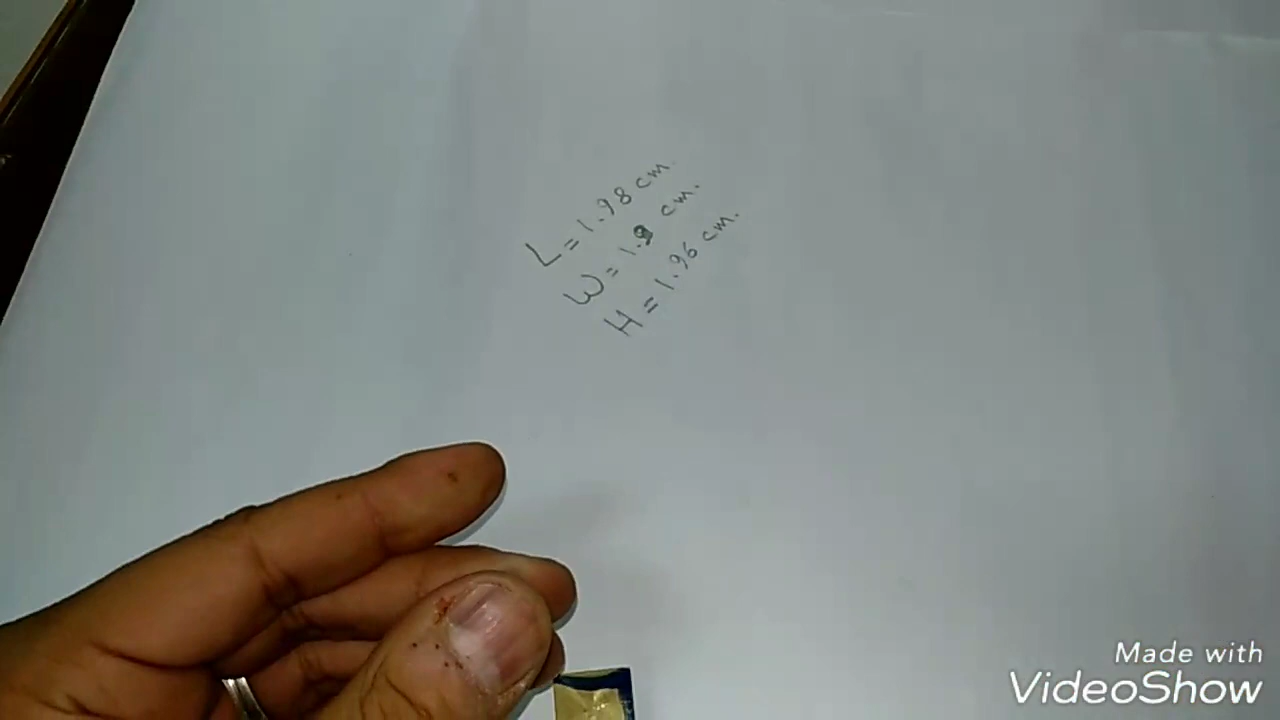 L = 1.98 cm.
W = 1.9 cm.
H = 1.96 cm.
Made with
VideoShow